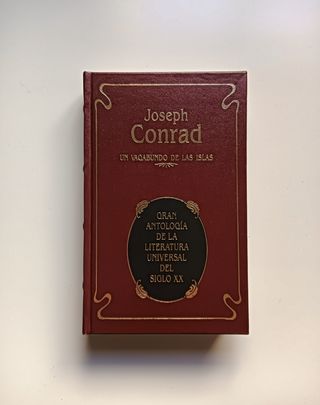 Joseph
Conrad
UN VAGABUNDO DE LAS ISLAS
GRAN
ANTOLOGÍA
DE LA
LITERATURA
UNIVERSAL
DEL
SIGLO XX